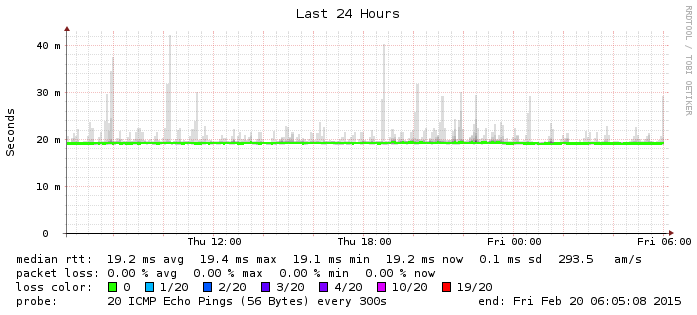 Last 24 Hours
RRDTOOL / TOBI OETIKER
Seconds
40 m
30 m
20 m
10 m
0
Thu 12:00 Thu 18:00 Fri 00:00 Fri 06:00
median rtt: 19.2 ms avg 19.4 ms max 19.1 ms min 19.2 ms now 0.1 ms sd 293.5 am/s
packet loss: 0.00 % avg 0.00 % max 0.00 % min 0.00 % now
loss color: 0 1/20 2/20 3/20 4/20 10/20 19/20
probe: 20 ICMP Echo Pings (56 Bytes) every 300s end: Fri Feb 20 06:05:08 2015